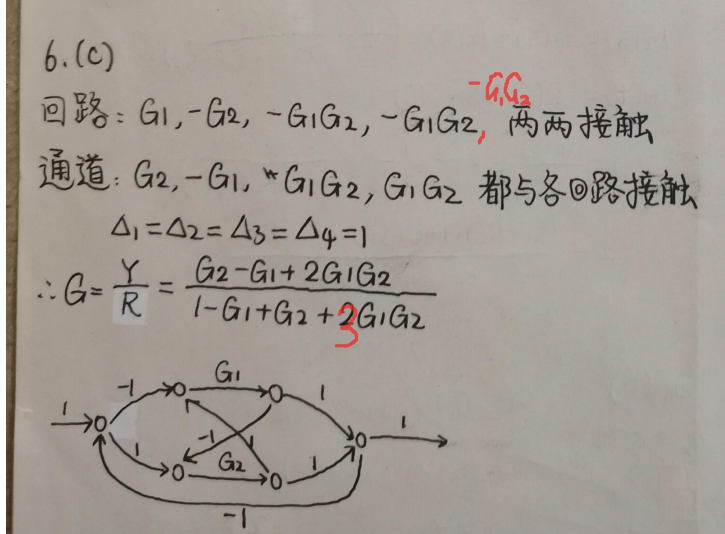 6.(C)
-G₁G₂
回路: G1, -G2, -G1G2, -G1G2, 两两接触
通道: G2, -G1, G1G2, G1G2 都与各回路接触
Δ1=Δ2=Δ3=Δ4=1
∴G= Y/R = (G2-G1+2G1G2)/(1-G1+G2+2G1G2)
3
G1
-1 1
1 1
-1 1
1 G2 1
-1